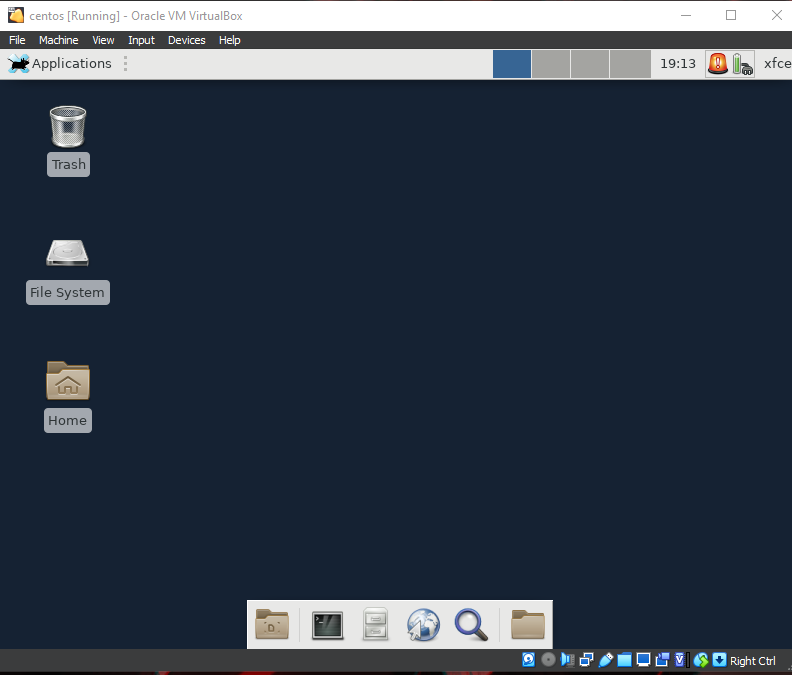 centos [Running] - Oracle VM VirtualBox
File Machine View Input Devices Help
Applications 19:13 xfce
Trash
File System
Home
Right Ctrl